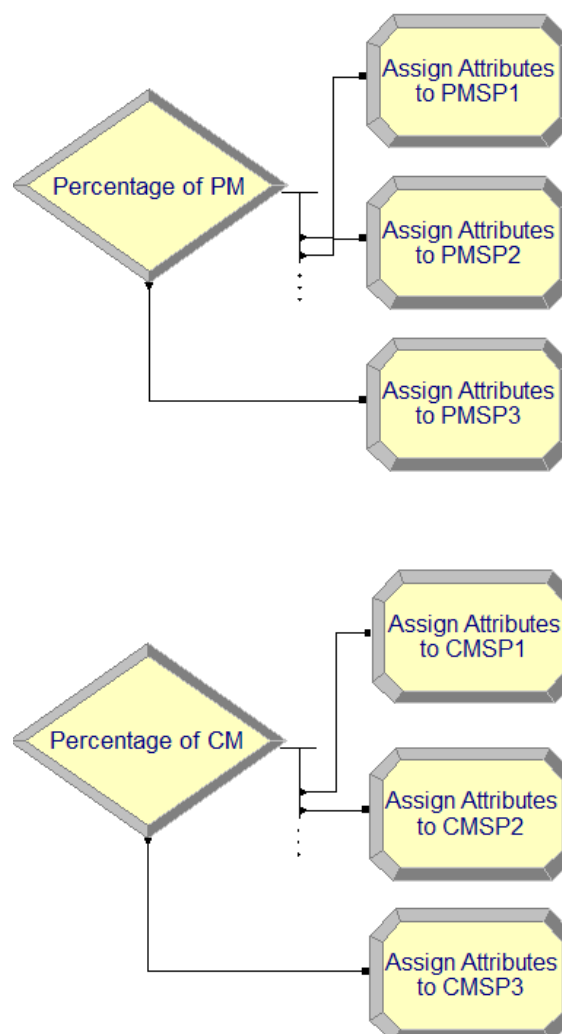 Assign Attributes
to PMSP1
Percentage of PM
Assign Attributes
to PMSP2
Assign Attributes
to PMSP3
Assign Attributes
to CMSP1
Percentage of CM
Assign Attributes
to CMSP2
Assign Attributes
to CMSP3